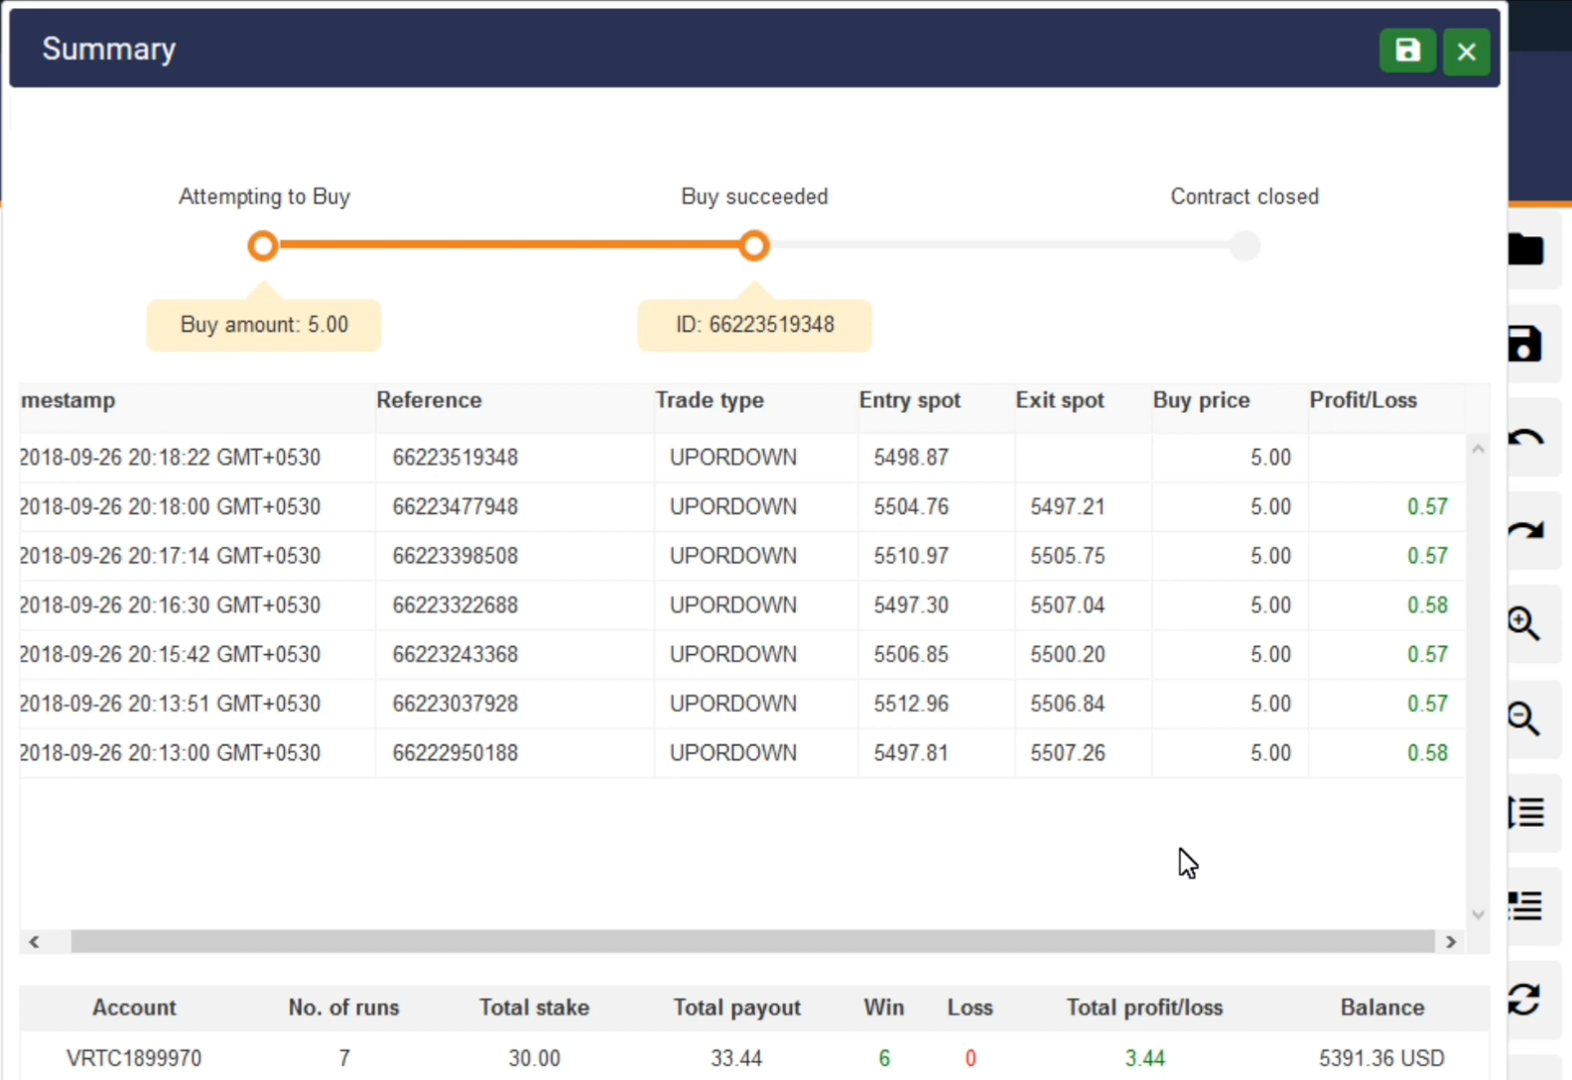 Summary
Attempting to Buy Buy succeeded Contract closed
Buy amount: 5.00 ID: 66223519348
mestamp Reference Trade type Entry spot Exit spot Buy price Profit/Loss
2018-09-26 20:18:22 GMT+0530 66223519348 UPORDOWN 5498.87 5.00
2018-09-26 20:18:00 GMT+0530 66223477948 UPORDOWN 5504.76 5497.21 5.00 0.57
2018-09-26 20:17:14 GMT+0530 66223398508 UPORDOWN 5510.97 5505.75 5.00 0.57
2018-09-26 20:16:30 GMT+0530 66223322688 UPORDOWN 5497.30 5507.04 5.00 0.58
2018-09-26 20:15:42 GMT+0530 66223243368 UPORDOWN 5506.85 5500.20 5.00 0.57
2018-09-26 20:13:51 GMT+0530 66223037928 UPORDOWN 5512.96 5506.84 5.00 0.57
2018-09-26 20:13:00 GMT+0530 66222950188 UPORDOWN 5497.81 5507.26 5.00 0.58
Account No. of runs Total stake Total payout Win Loss Total profit/loss Balance
VRTC1899970 7 30.00 33.44 6 0 3.44 5391.36 USD